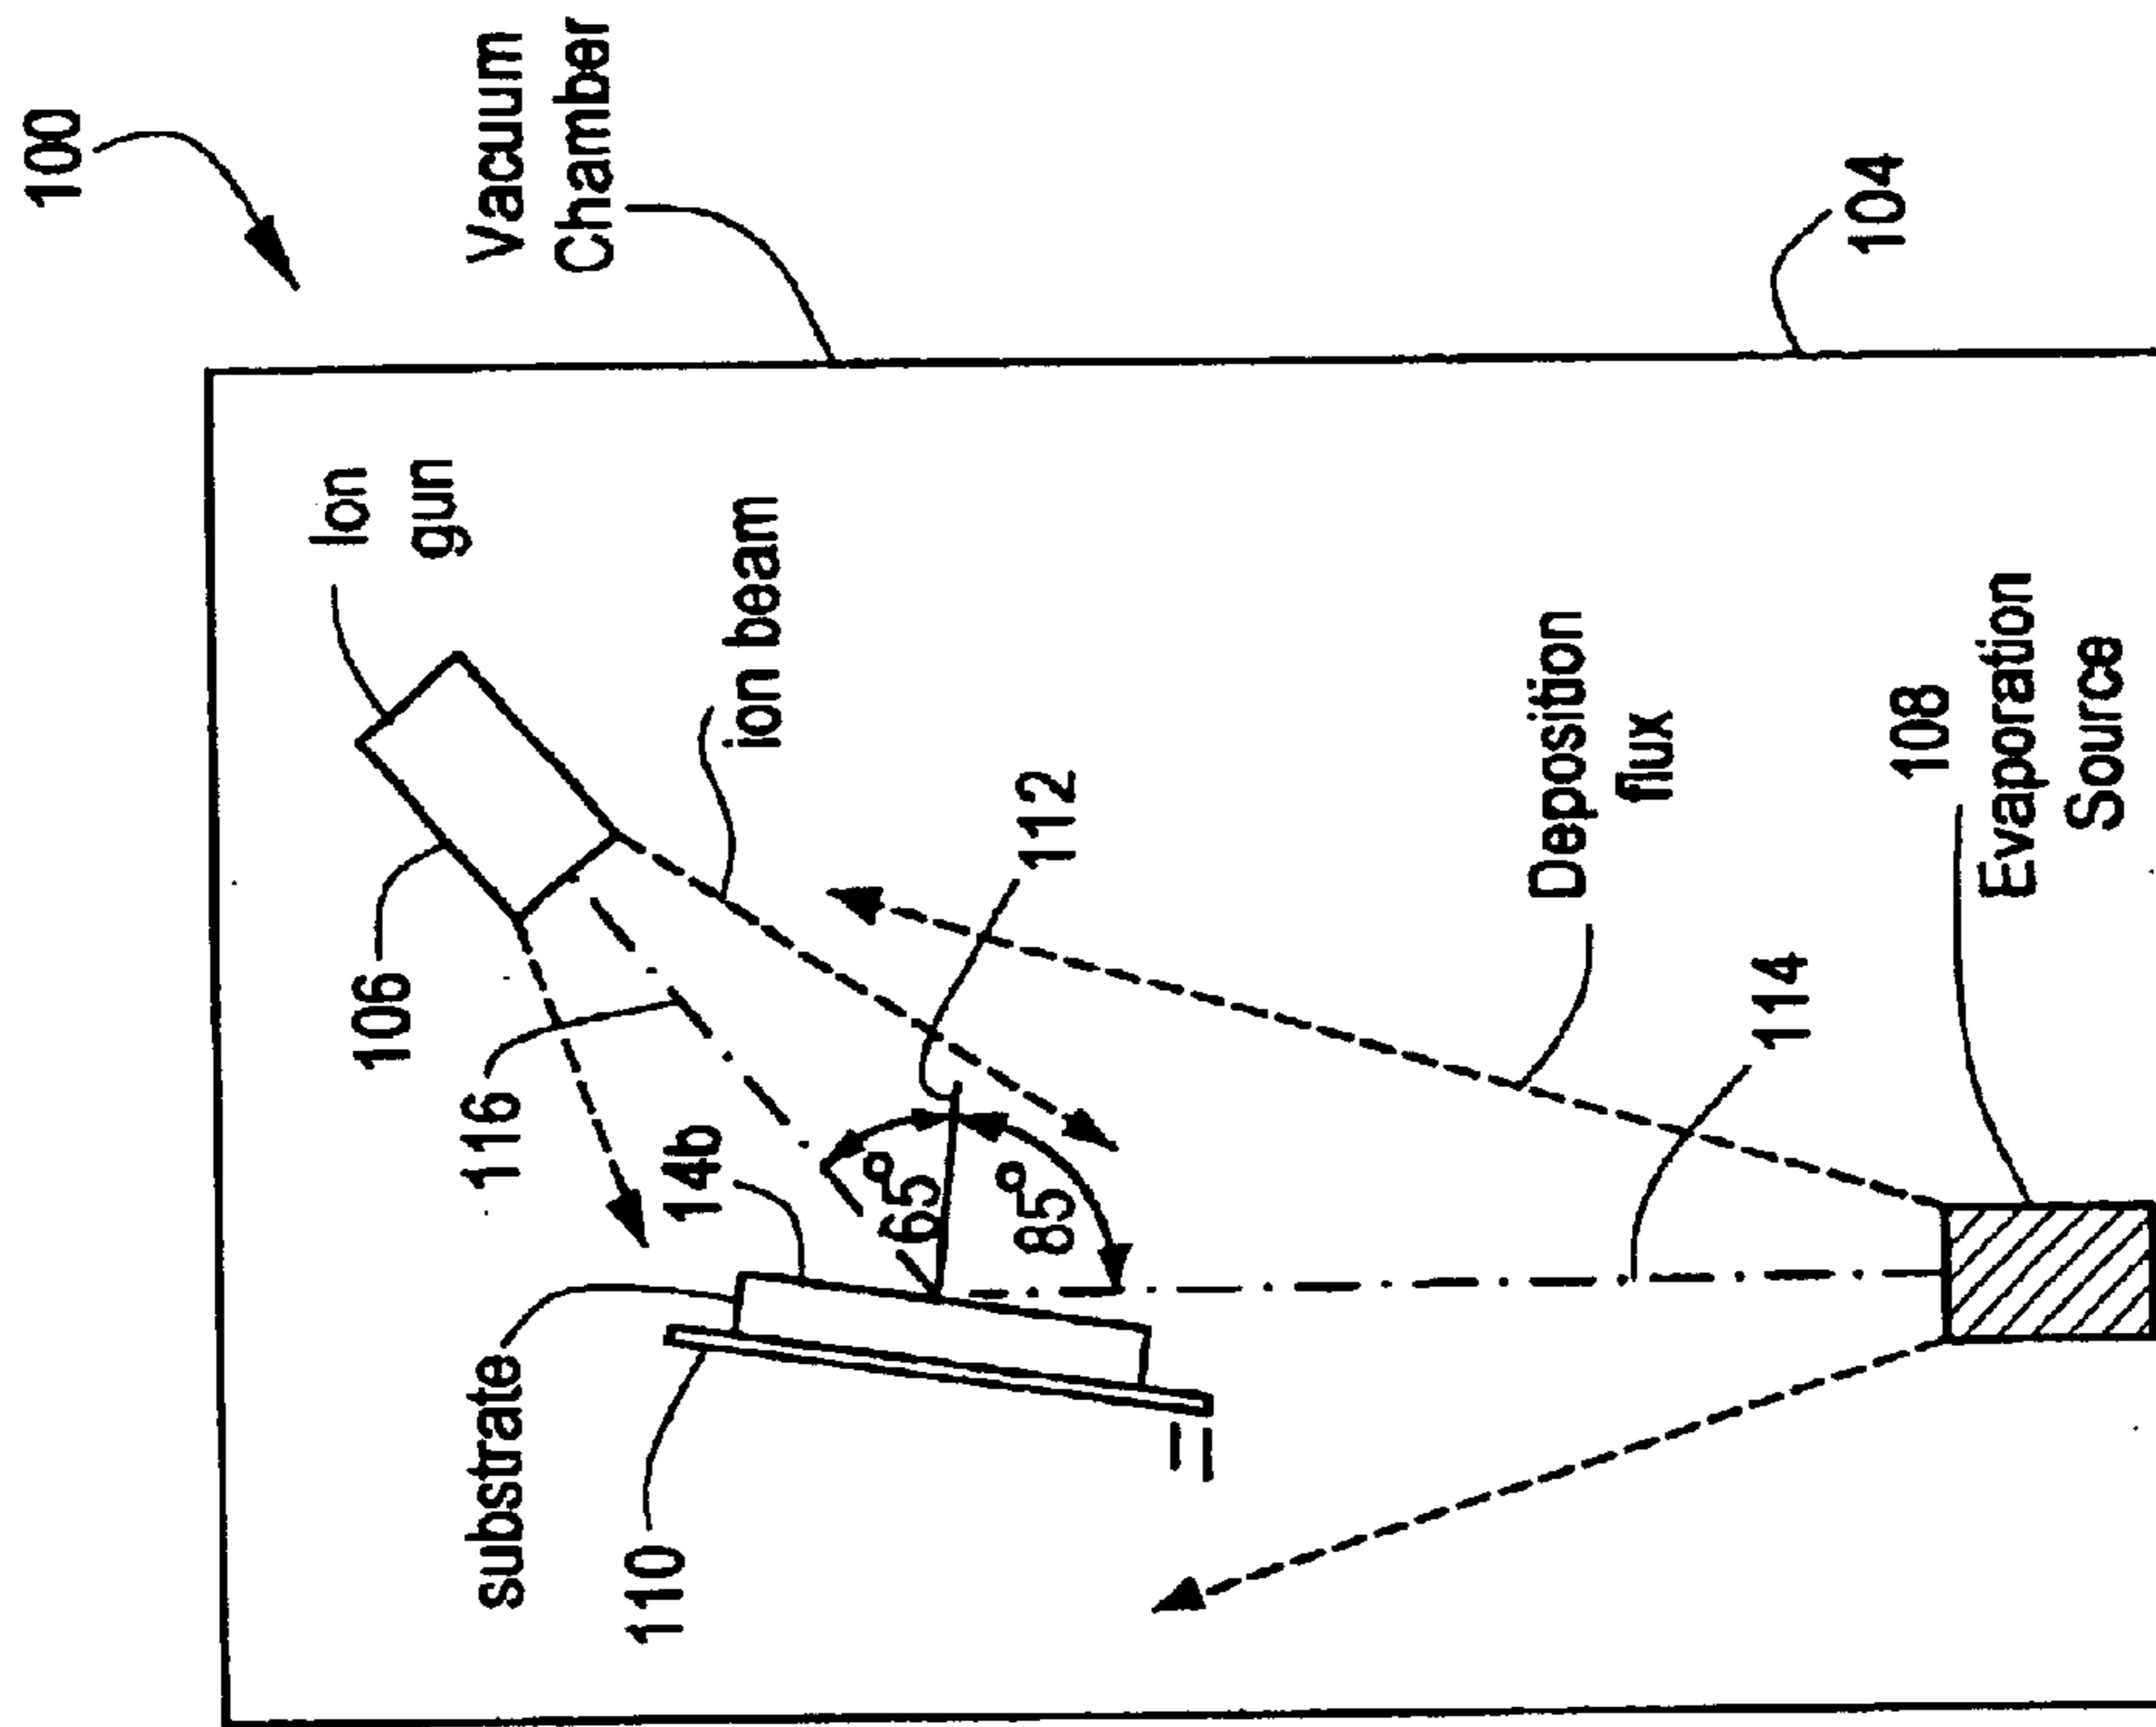 100
Vacuum
Chamber
104
Ion
gun
ion beam
106
116
112
14b
65°
85°
substrate
110
Deposition
flux
114
108
Evaporation
Source